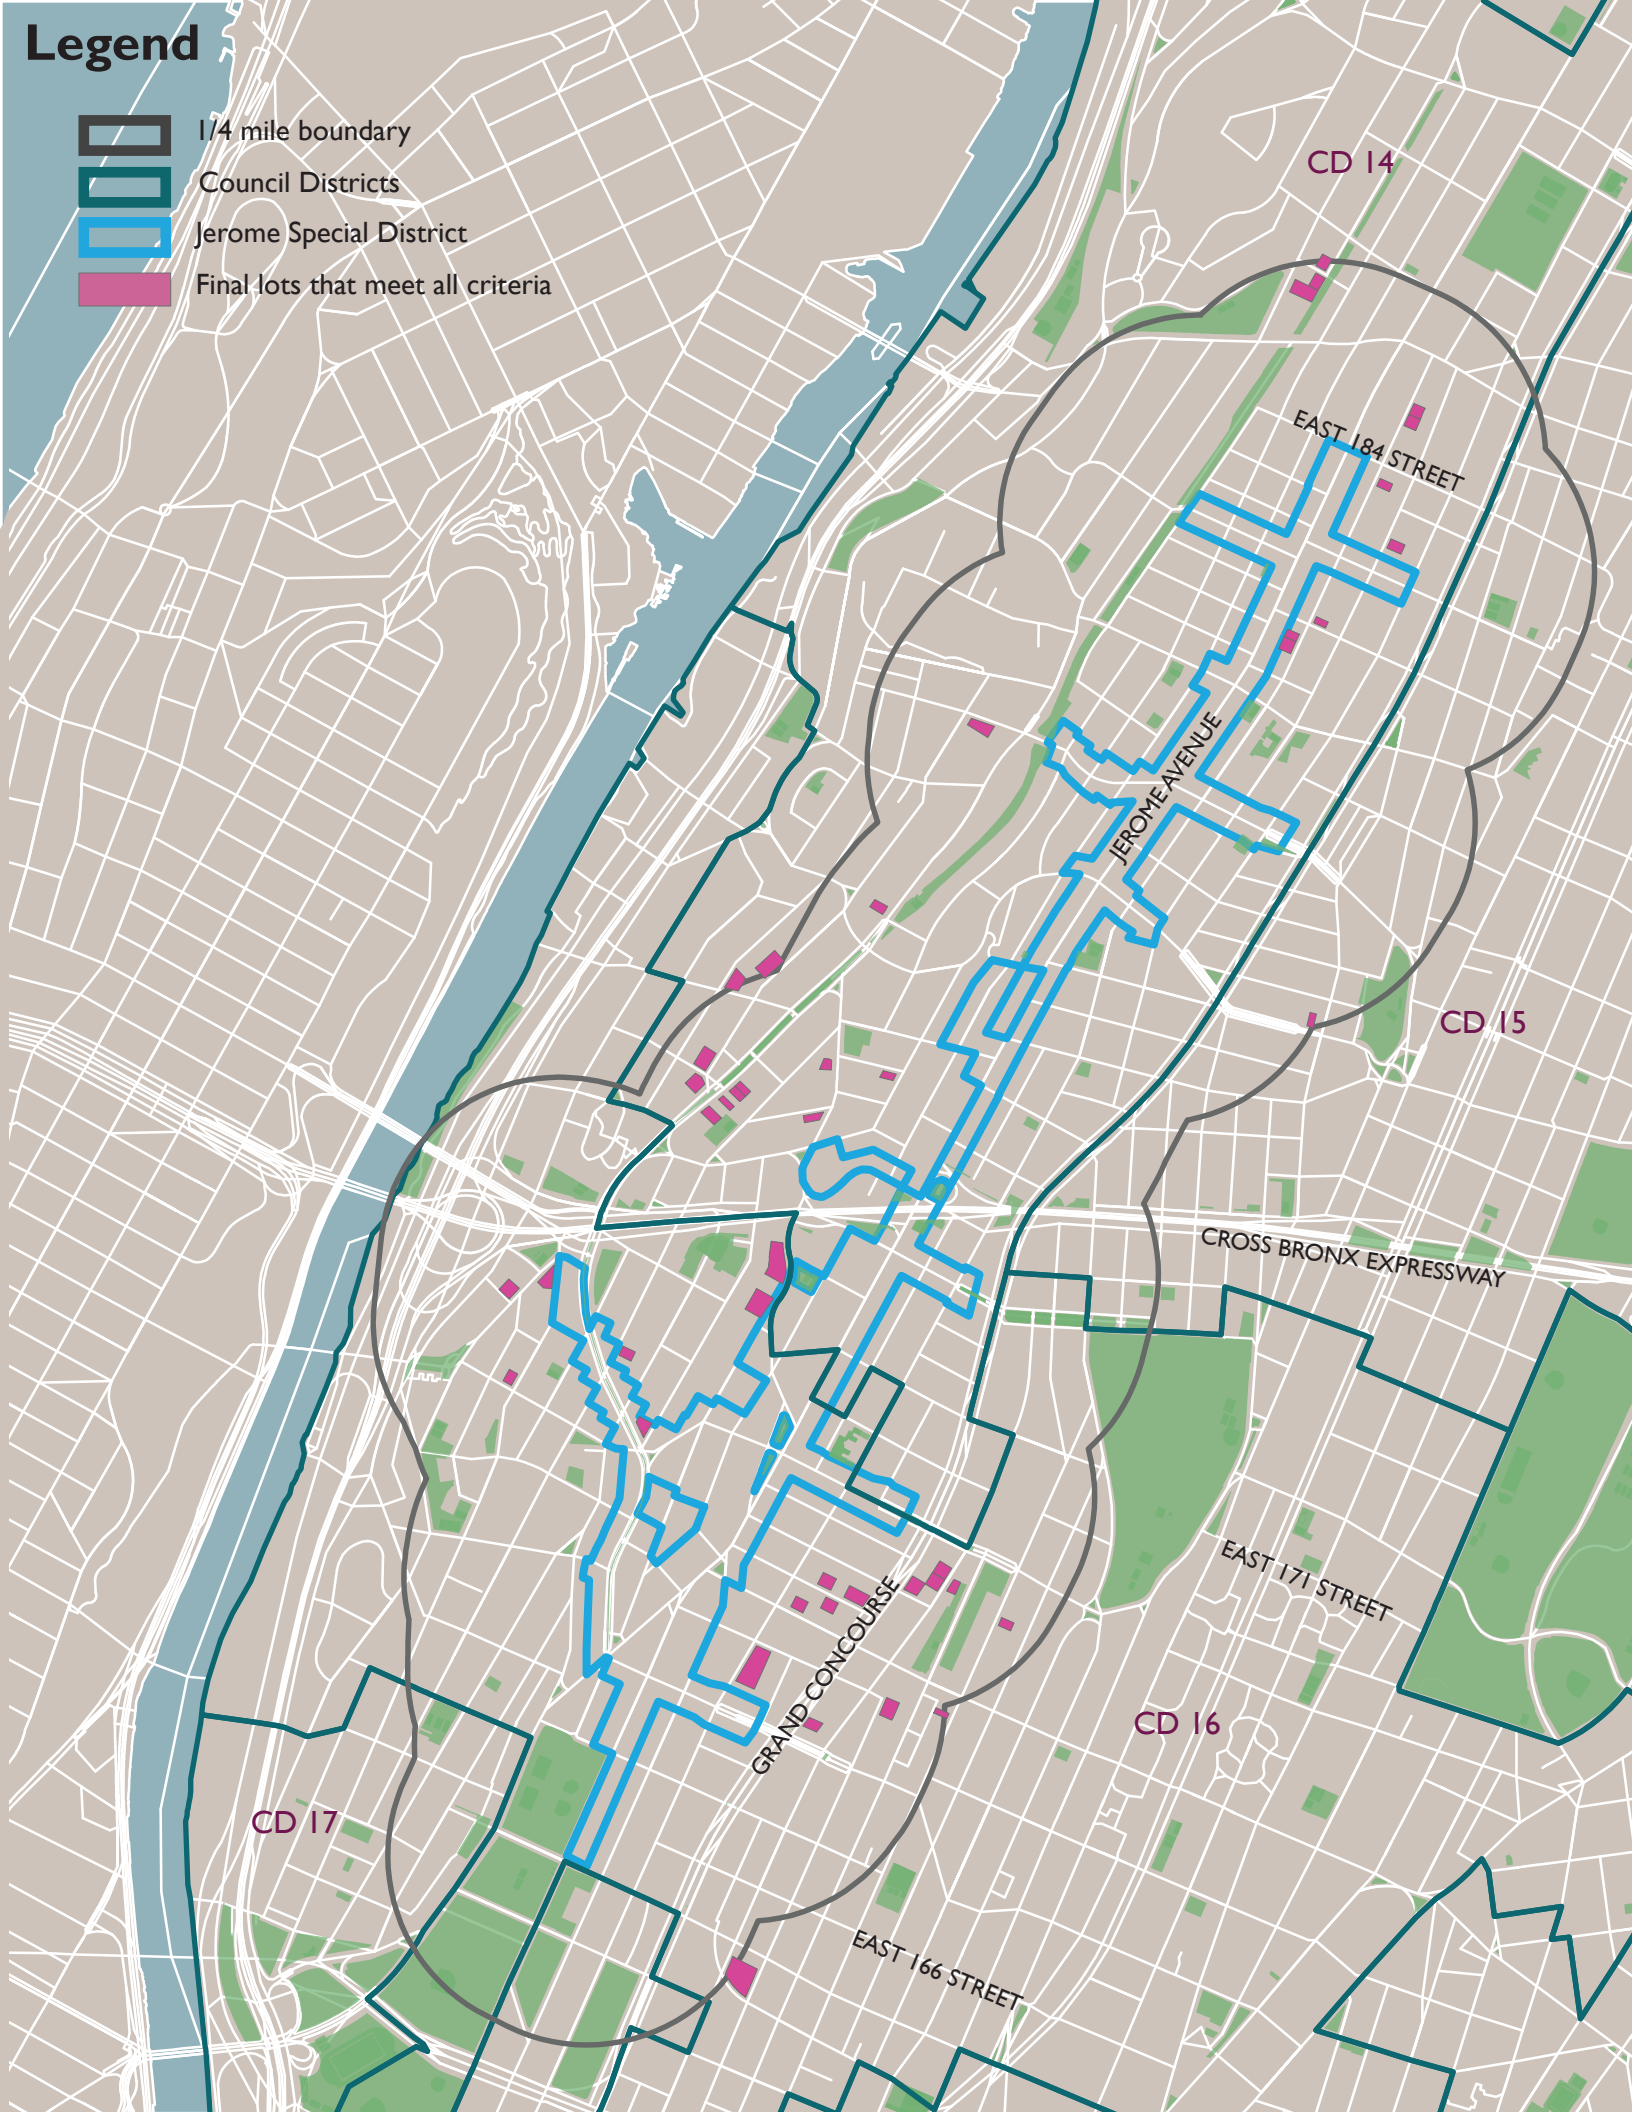 Legend
1/4 mile boundary
Council Districts
Jerome Special District
Final lots that meet all criteria
CD 14
EAST 184 STREET
JEROME AVENUE
CD 15
CROSS BRONX EXPRESSWAY
EAST 171 STREET
GRAND CONCOURSE
CD 16
CD 17
EAST 166 STREET